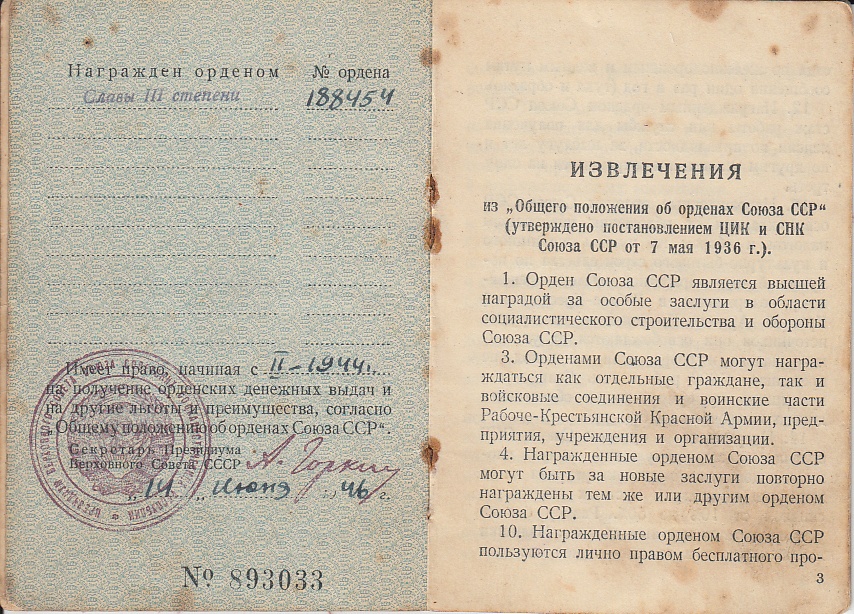 Награжден орденом № ордена
Славы III степени 188454
Имеет право, начиная с II-1944г.
на получение орденских денежных выдач и
на другие льготы и преимущества, согласно
„Общему положению об орденах Союза ССР“.
Секретарь Президиума
Верховного Совета СССР А. Горкин
„14„ Июня 46 г.
№ 893033
ИЗВЛЕЧЕНИЯ
из „Общего положения об орденах Союза ССР“
(утверждено постановлением ЦИК и СНК
Союза ССР от 7 мая 1936 г.).
1. Орден Союза ССР является высшей
наградой за особые заслуги в области
социалистического строительства и обороны
Союза ССР.
3. Орденами Союза ССР могут награ-
ждаться как отдельные граждане, так и
войсковые соединения и воинские части
Рабоче-Крестьянской Красной Армии, пред-
приятия, учреждения и организации.
4. Награжденные орденом Союза ССР
могут быть за новые заслуги повторно
награждены тем же или другим орденом
Союза ССР.
10. Награжденные орденом Союза ССР
пользуются лично правом бесплатного про-
3